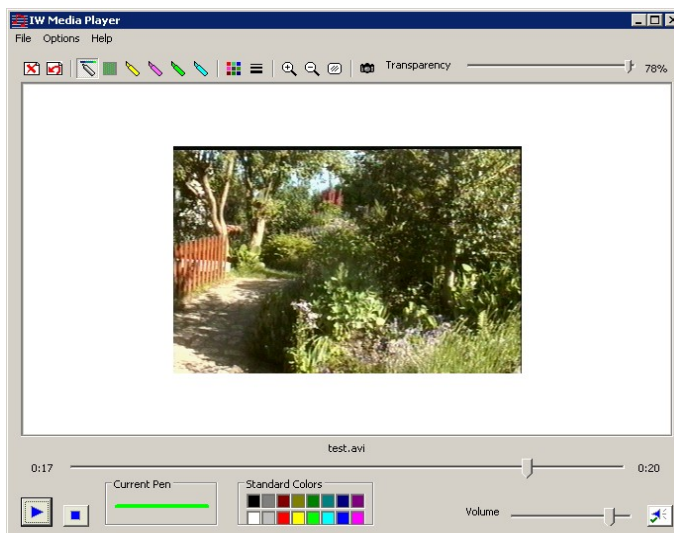 IW Media Player
File Options Help
Transparency 78%
test.avi
0:17 0:20
Current Pen Standard Colors
Volume